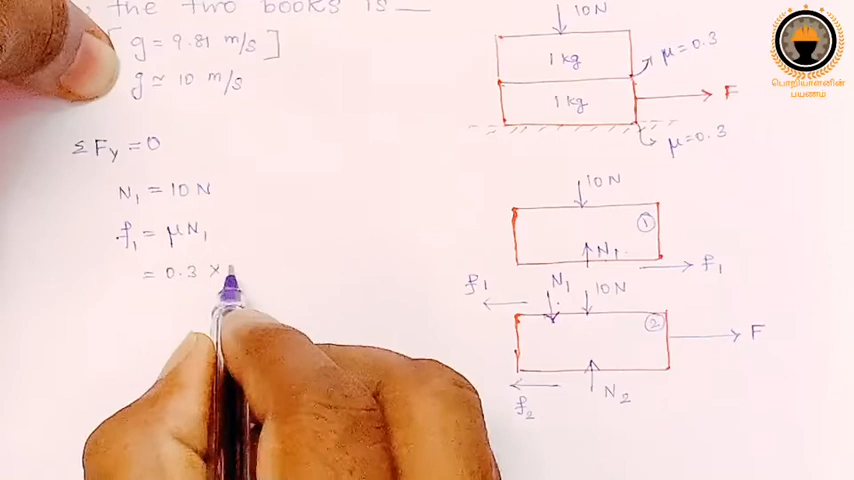 the two books is __
[ g = 9.81 m/s ]
g ≈ 10 m/s
ΣFy = 0
N1 = 10 N
f1 = μN1
= 0.3 ×
10 N
1 kg
μ = 0.3
1 kg
F
μ = 0.3
10 N
1
N1
f1
f1
N1
10 N
2
F
f2
N2
பொறியாளனின்
பயணம்